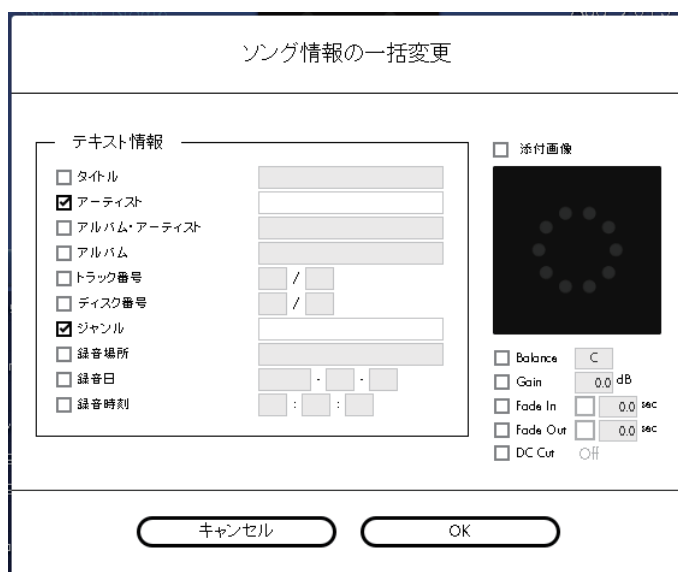 ソング情報の一括変更
テキスト情報
タイトル
アーティスト
アルバム・アーティスト
アルバム
トラック番号 /
ディスク番号 /
ジャンル
録音場所
録音日 - -
録音時刻 : :
添付画像
Balance C
Gain 0.0 dB
Fade In 0.0 sec
Fade Out 0.0 sec
DC Cut Off
キャンセル OK